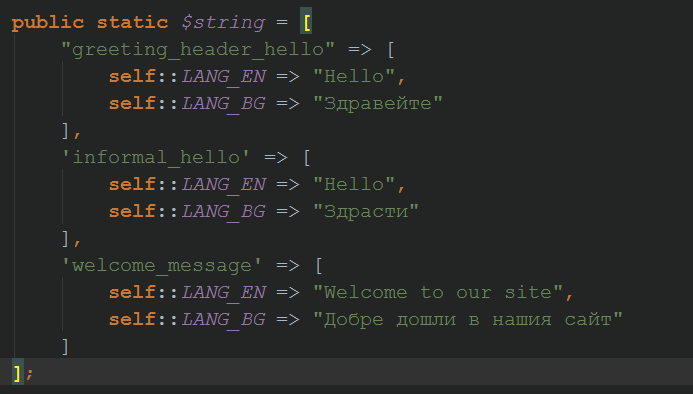 public static $string = [
    "greeting_header_hello" => [
        self::LANG_EN => "Hello",
        self::LANG_BG => "Здравейте"
    ],
    'informal_hello' => [
        self::LANG_EN => "Hello",
        self::LANG_BG => "Здрасти"
    ],
    'welcome_message' => [
        self::LANG_EN => "Welcome to our site",
        self::LANG_BG => "Добре дошли в нашия сайт"
    ]
];